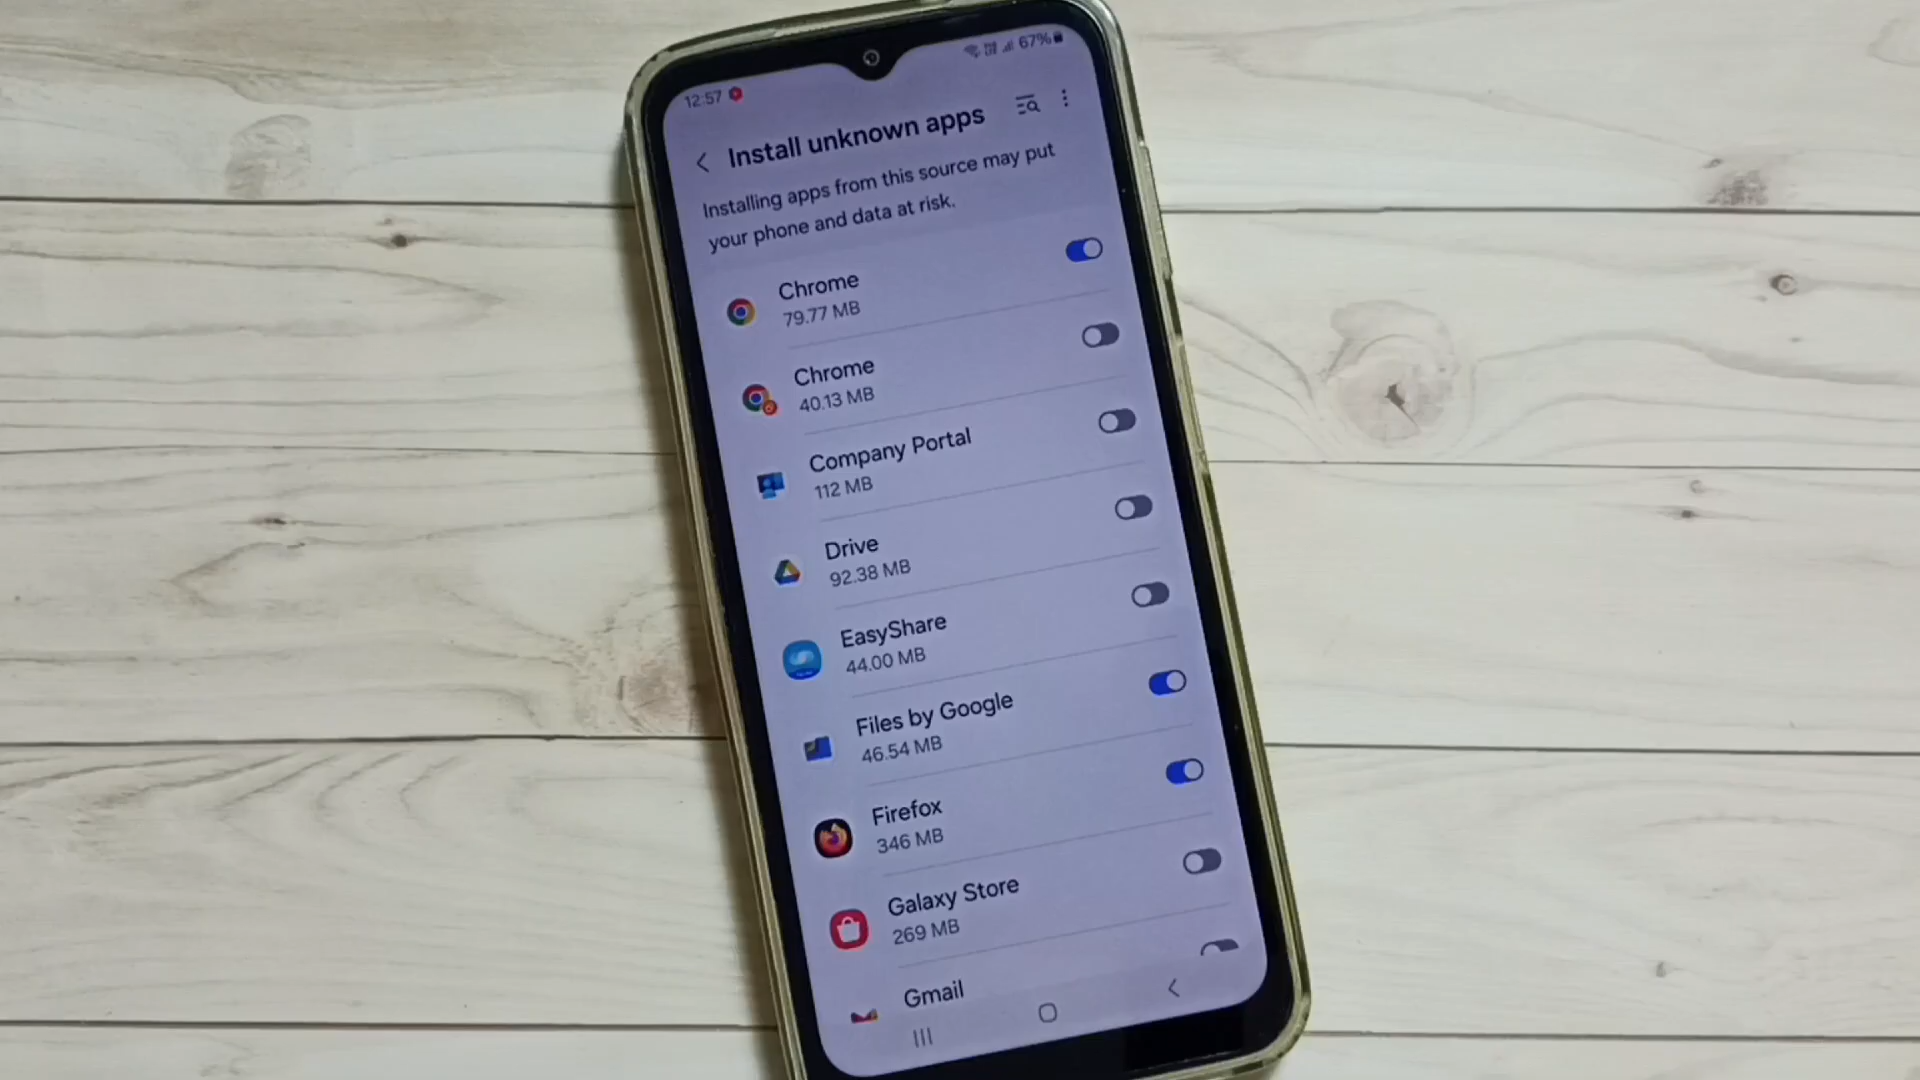 12:57
67%
Install unknown apps
Installing apps from this source may put
your phone and data at risk.
Chrome
79.77 MB
Chrome
40.13 MB
Company Portal
112 MB
Drive
92.38 MB
EasyShare
44.00 MB
Files by Google
46.54 MB
Firefox
346 MB
Galaxy Store
269 MB
Gmail